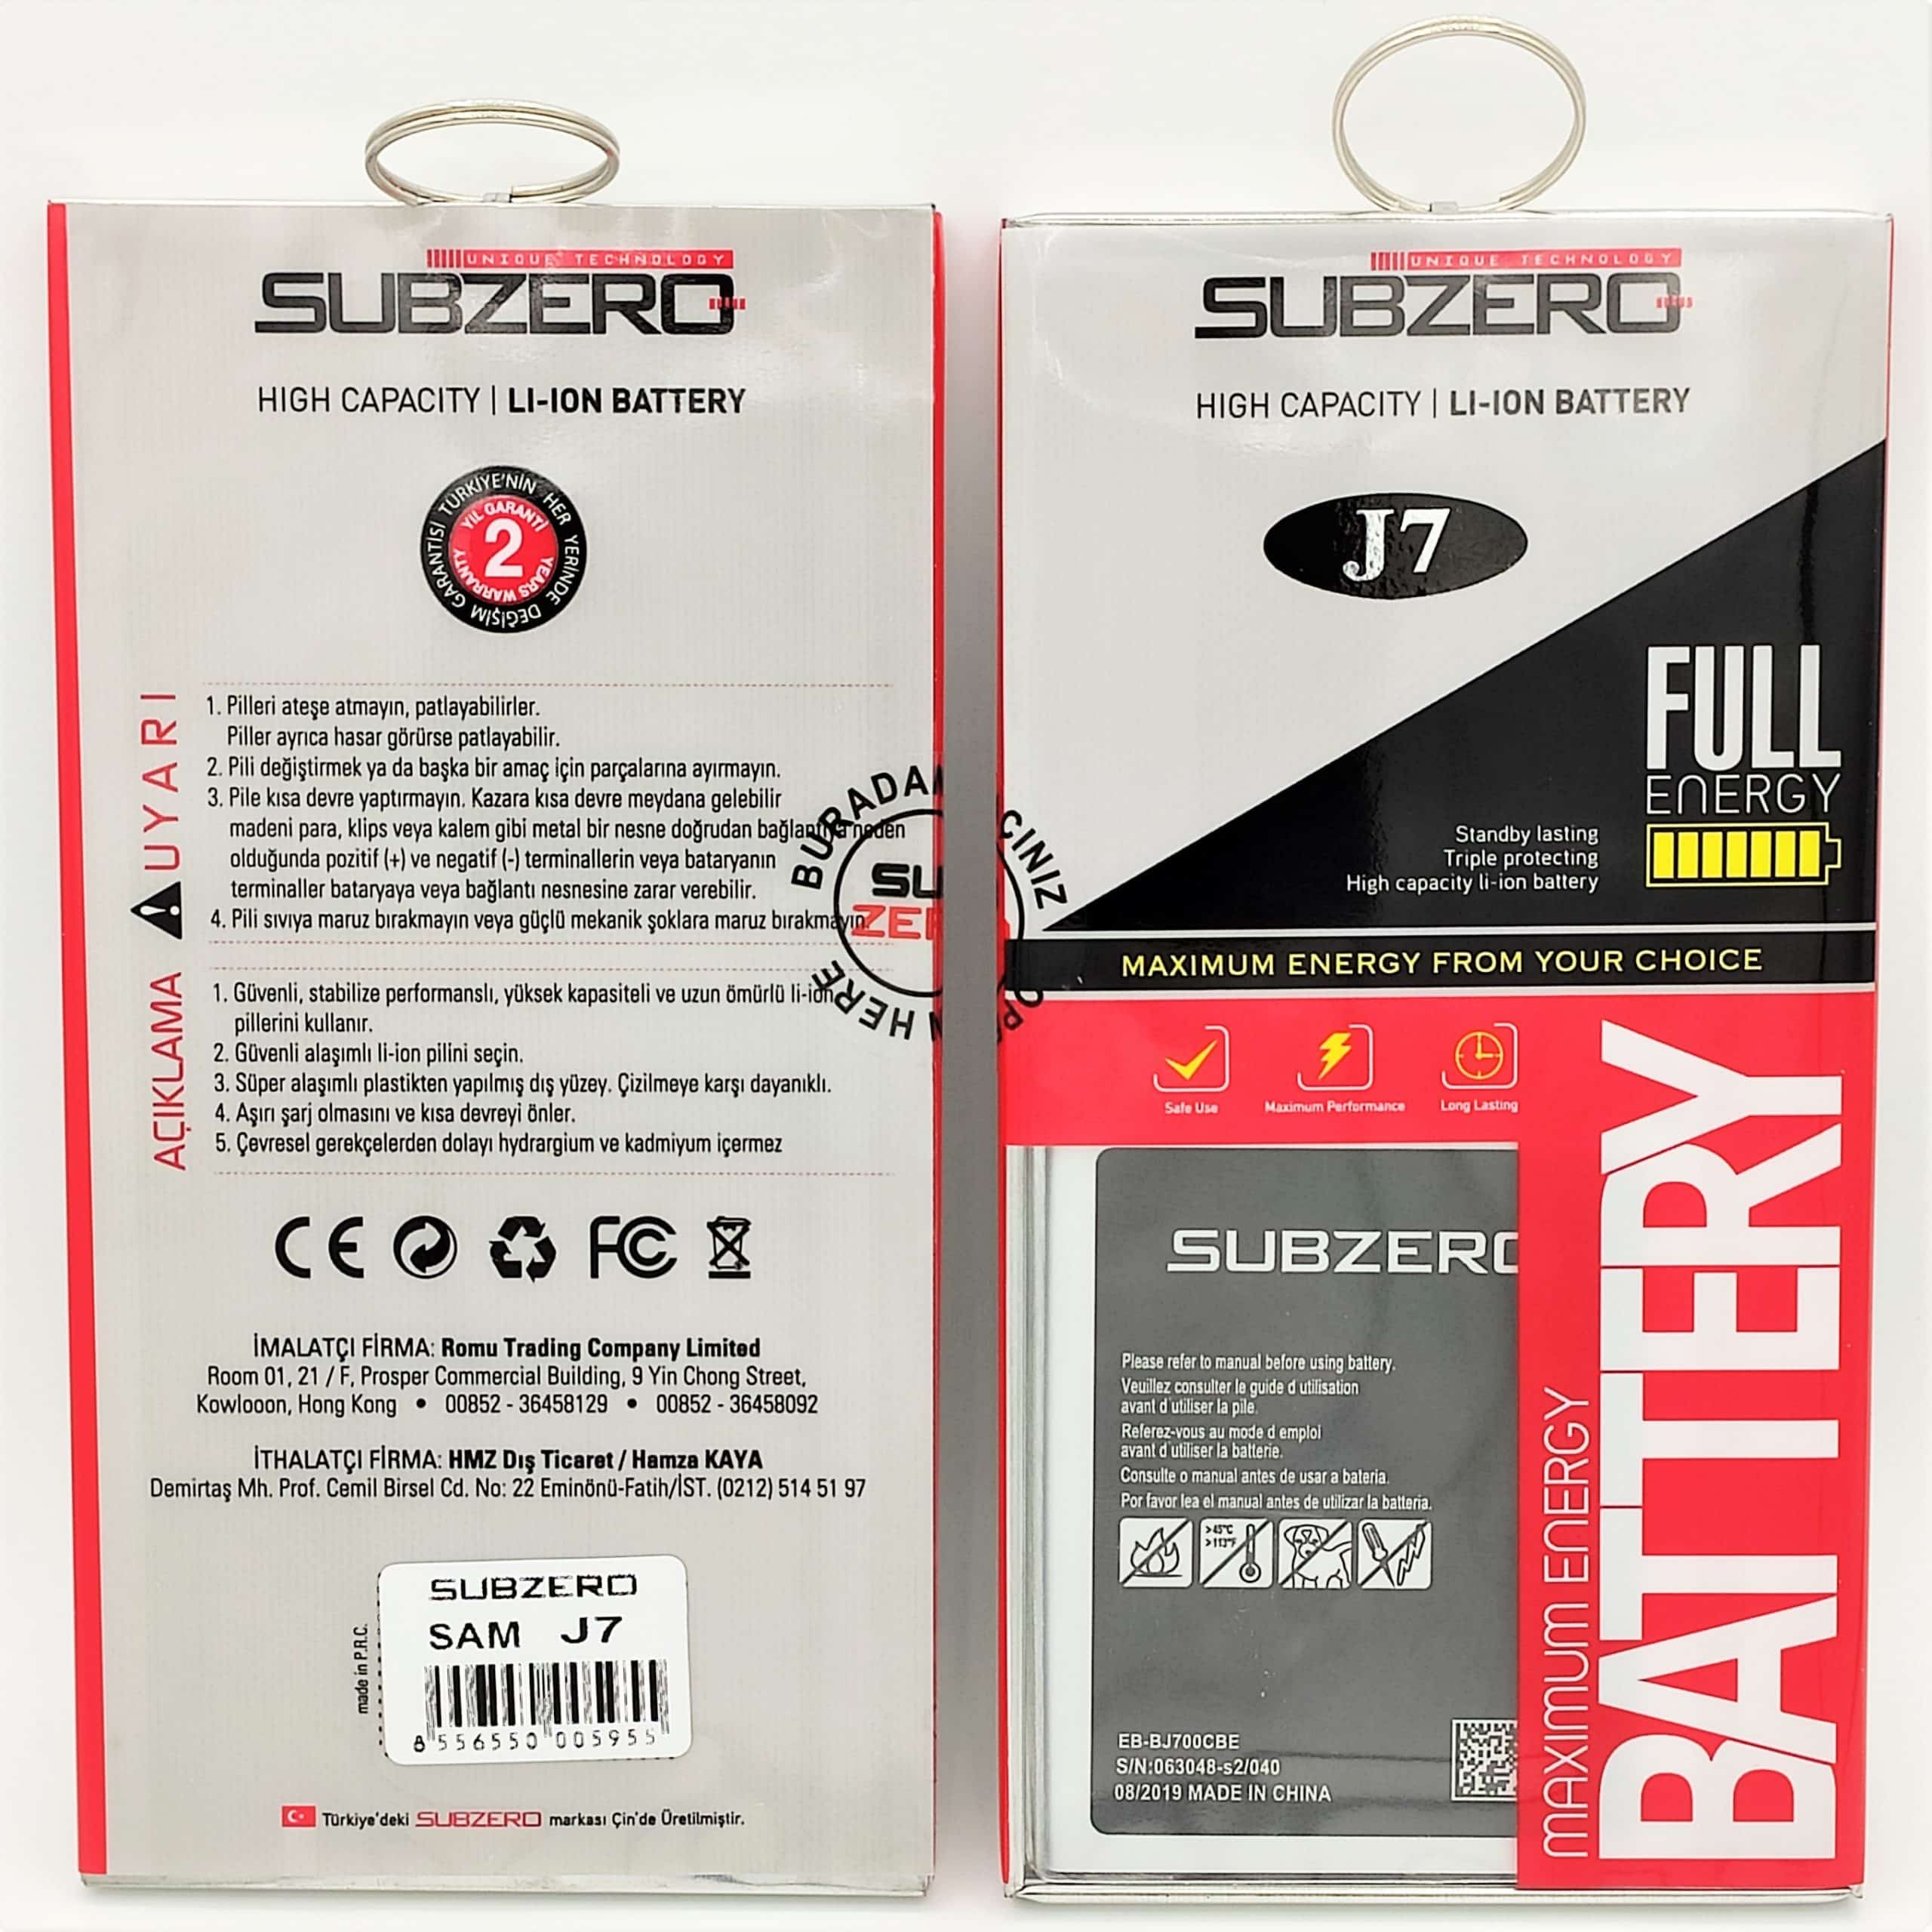 UNIQUE TECHNOLOGY
SUBZERO
HIGH CAPACITY | LI-ION BATTERY
TÜRKİYE'NİN HER YERİNDE DEĞİŞİM GARANTİSİ
YIL GARANTİ
2
YEARS WARRANTY
UYARI
1. Pilleri ateşe atmayın, patlayabilirler.
Piller ayrıca hasar görürse patlayabilir.
2. Pili değiştirmek ya da başka bir amaç için parçalarına ayırmayın.
3. Pile kısa devre yaptırmayın. Kazara kısa devre meydana gelebilir
madeni para, klips veya kalem gibi metal bir nesne doğrudan bağlantıya neden
olduğunda pozitif (+) ve negatif (-) terminallerin veya bataryanın
terminaller bataryaya veya bağlantı nesnesine zarar verebilir.
4. Pili sıvıya maruz bırakmayın veya güçlü mekanik şoklara maruz bırakmayın.
BURADA
SU
ZER
HERE
AÇIKLAMA
1. Güvenli, stabilize performanslı, yüksek kapasiteli ve uzun ömürlü li-ion
pillerini kullanır.
2. Güvenli alaşımlı li-ion pilini seçin.
3. Süper alaşımlı plastikten yapılmış dış yüzey. Çizilmeye karşı dayanıklı.
4. Aşırı şarj olmasını ve kısa devreyi önler.
5. Çevresel gerekçelerden dolayı hydrargium ve kadmiyum içermez
CE FC
İMALATÇI FİRMA: Romu Trading Company Limited
Room 01, 21 / F, Prosper Commercial Building, 9 Yin Chong Street,
Kowlooon, Hong Kong • 00852 - 36458129 • 00852 - 36458092
İTHALATÇI FİRMA: HMZ Dış Ticaret / Hamza KAYA
Demirtaş Mh. Prof. Cemil Birsel Cd. No: 22 Eminönü-Fatih/İST. (0212) 514 51 97
made in P.R.C.
SUBZERO
SAM J7
8 556550 005955
Türkiye'deki SUBZERO markası Çin'de Üretilmiştir.
UNIQUE TECHNOLOGY
SUBZERO
HIGH CAPACITY | LI-ION BATTERY
J7
FULL
ENERGY
Standby lasting
Triple protecting
High capacity li-ion battery
ÇINIZ
MAXIMUM ENERGY FROM YOUR CHOICE
Safe Use
Maximum Performance
Long Lasting
SUBZERO
Please refer to manual before using battery.
Veuillez consulter le guide d utilisation
avant d'utiliser la pile.
Referez-vous au mode d emploi
avant d'utiliser la batterie.
Consulte o manual antes de usar a bateria.
Por favor lea el manual antes de utilizar la batteria.
>45°C
>113°F
EB-BJ700CBE
S/N:063048-s2/040
08/2019 MADE IN CHINA
MAXIMUM ENERGY
BATTERY